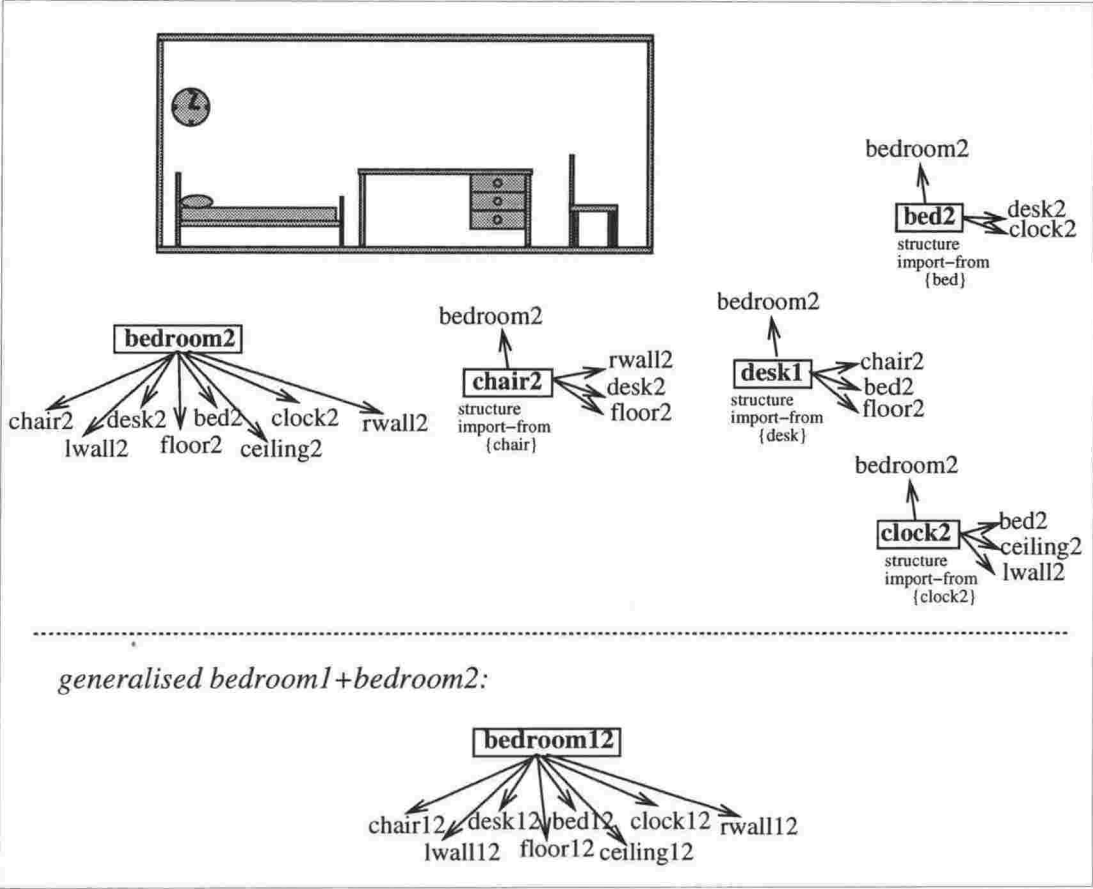 2
bedroom2
bed2
desk2
clock2
structure
import-from
{bed}
bedroom2
chair2
lwall2
desk2
floor2
bed2
ceiling2
clock2
rwall2
bedroom2
chair2
rwall2
desk2
floor2
structure
import-from
{chair}
bedroom2
desk1
chair2
bed2
floor2
structure
import-from
{desk}
bedroom2
clock2
bed2
ceiling2
lwall2
structure
import-from
{clock2}
generalised bedroom1+bedroom2:
bedroom12
chair12 desk12 bed12 clock12 rwall12
lwall12 floor12 ceiling12